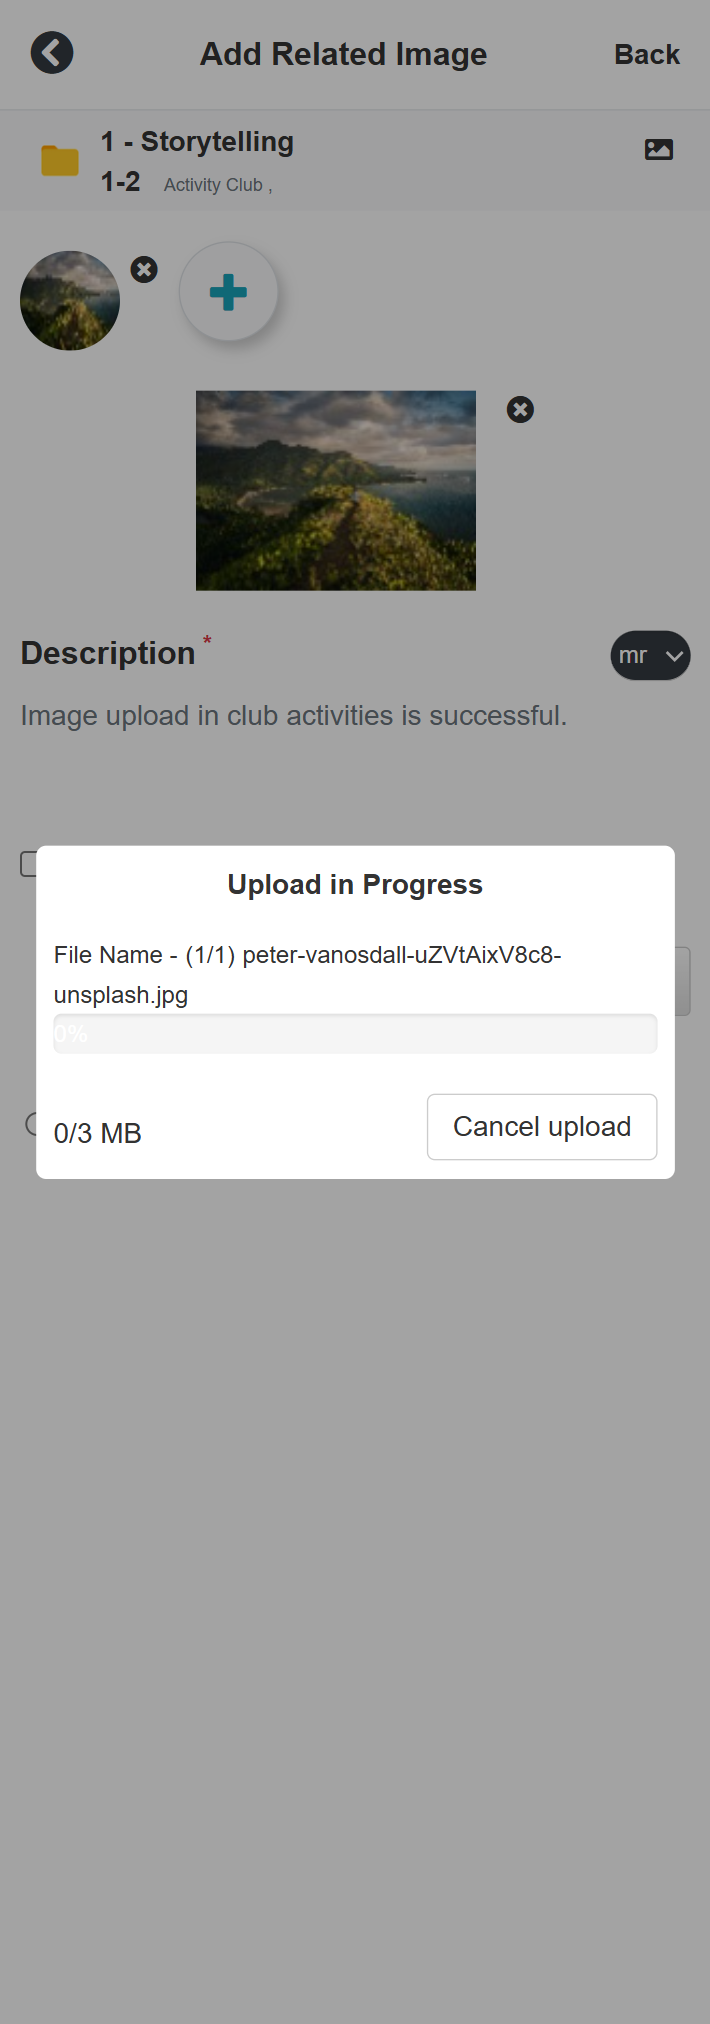 Add Related Image
Back
1 - Storytelling
1-2 Activity Club ,
Description *
mr
Image upload in club activities is successful.
Upload in Progress
File Name - (1/1) peter-vanosdall-uZVtAixV8c8-
unsplash.jpg
0%
0/3 MB
Cancel upload